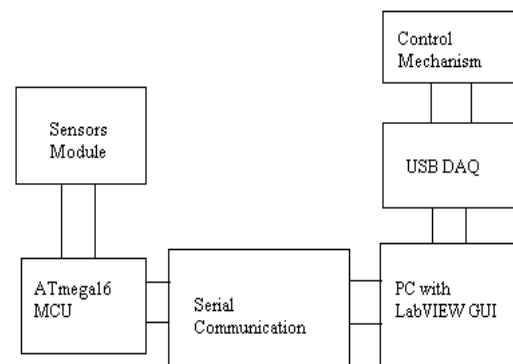 Control
Mechanism
Sensors
Module
USB DAQ
ATmega16
MCU
Serial
Communication
PC with
LabVIEW GUI